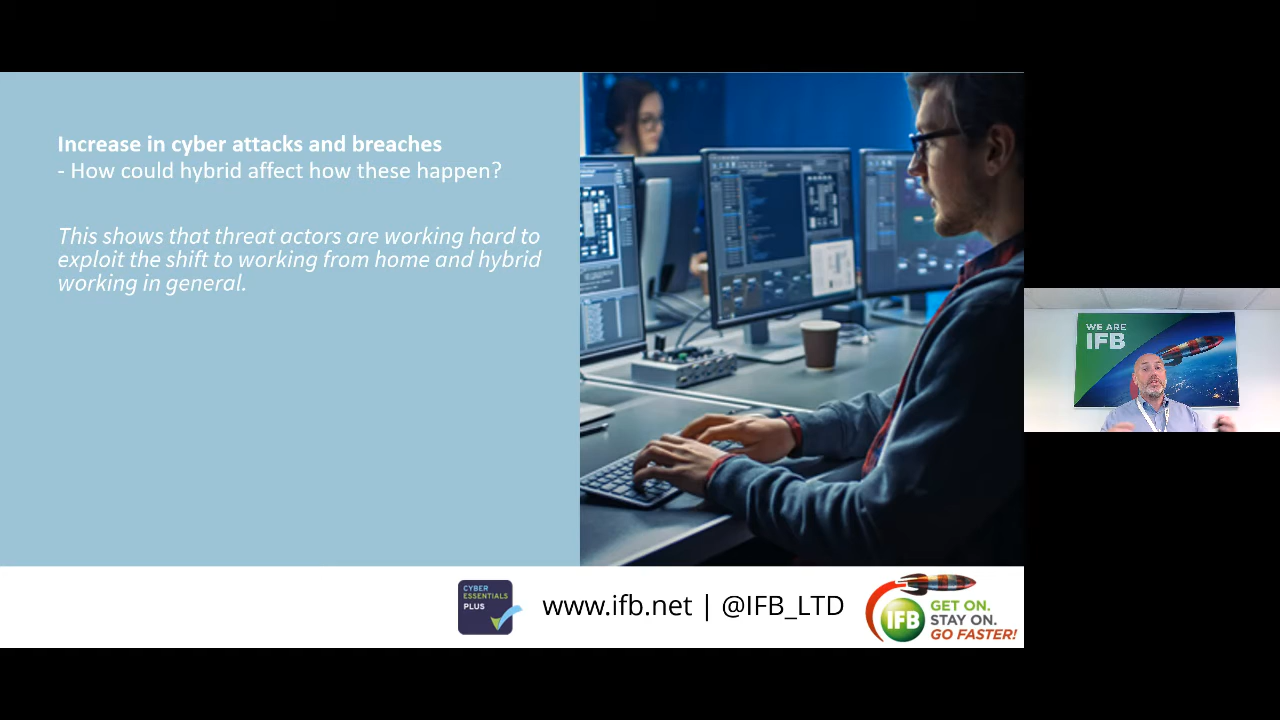 Increase in cyber attacks and breaches
- How could hybrid affect how these happen?
This shows that threat actors are working hard to
exploit the shift to working from home and hybrid
working in general.
WE ARE
IFB
CYBER
ESSENTIALS
PLUS
www.ifb.net | @IFB_LTD
IFB
GET ON.
STAY ON.
GO FASTER!